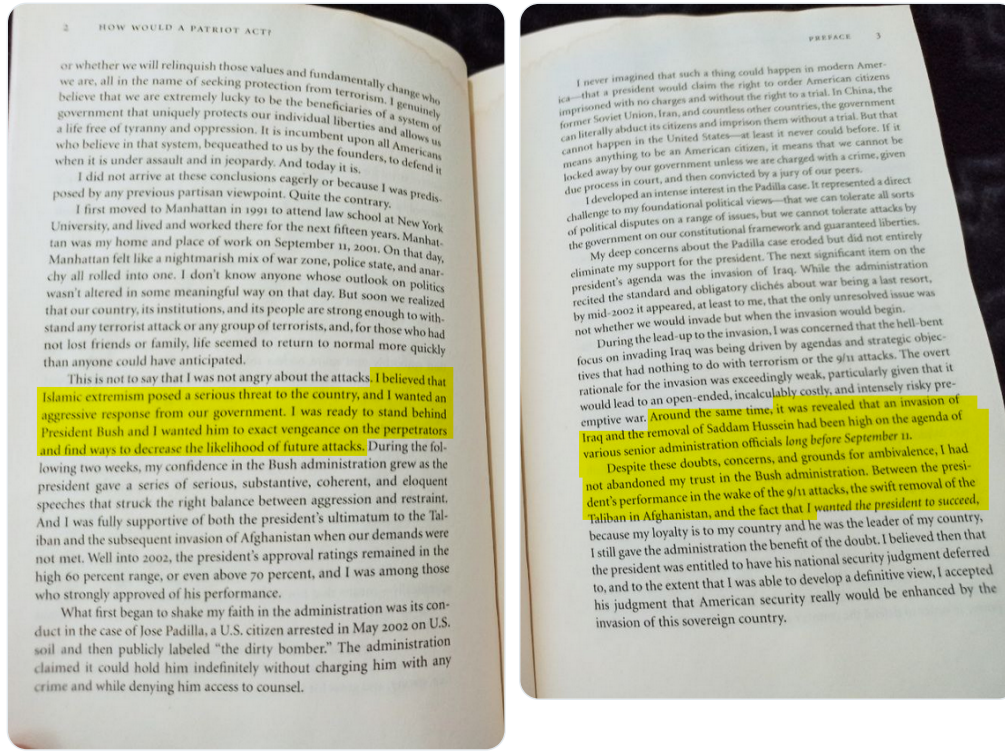 2 HOW WOULD A PATRIOT ACT?
or whether we will relinquish those values and fundamentally change who
we are, all in the name of seeking protection from terrorism. I genuinely
believe that we are extremely lucky to be the beneficiaries of a system of
government that uniquely protects our individual liberties and allows us
a life free of tyranny and oppression. It is incumbent upon all Americans
who believe in that system, bequeathed to us by the founders, to defend it
when it is under assault and in jeopardy. And today it is.
I did not arrive at these conclusions eagerly or because I was predis-
posed by any previous partisan viewpoint. Quite the contrary.
I first moved to Manhattan in 1991 to attend law school at New York
University, and lived and worked there for the next fifteen years. Manhat-
tan was my home and place of work on September 11, 2001. On that day,
Manhattan felt like a nightmarish mix of war zone, police state, and anar-
chy all rolled into one. I don't know anyone whose outlook on politics
wasn't altered in some meaningful way on that day. But soon we realized
that our country, its institutions, and its people are strong enough to with-
stand any terrorist attack or any group of terrorists, and, for those who had
not lost friends or family, life seemed to return to normal more quickly
than anyone could have anticipated.
This is not to say that I was not angry about the attacks. I believed that
Islamic extremism posed a serious threat to the country, and I wanted an
aggressive response from our government. I was ready to stand behind
President Bush and I wanted him to exact vengeance on the perpetrators
and find ways to decrease the likelihood of future attacks. During the fol-
lowing two weeks, my confidence in the Bush administration grew as the
president gave a series of serious, substantive, coherent, and eloquent
speeches that struck the right balance between aggression and restraint.
And I was fully supportive of both the president's ultimatum to the Tal-
iban and the subsequent invasion of Afghanistan when our demands were
not met. Well into 2002, the president's approval ratings remained in the
high 60 percent range, or even above 70 percent, and I was among those
who strongly approved of his performance.
What first began to shake my faith in the administration was its con-
duct in the case of Jose Padilla, a U.S. citizen arrested in May 2002 on U.S.
soil and then publicly labeled "the dirty bomber." The administration
claimed it could hold him indefinitely without charging him with any
crime and while denying him access to counsel.
PREFACE 3
I never imagined that such a thing could happen in modern Amer-
ica—that a president would claim the right to order American citizens
imprisoned with no charges and without the right to a trial. In China, the
former Soviet Union, Iran, and countless other countries, the government
can literally abduct its citizens and imprison them without a trial. But that
cannot happen in the United States—at least it never could before. If it
means anything to be an American citizen, it means that we cannot be
locked away by our government unless we are charged with a crime, given
due process in court, and then convicted by a jury of our peers.
I developed an intense interest in the Padilla case. It represented a direct
challenge to my foundational political views—that we can tolerate all sorts
of political disputes on a range of issues, but we cannot tolerate attacks by
the government on our constitutional framework and guaranteed liberties.
My deep concerns about the Padilla case eroded but did not entirely
eliminate my support for the president. The next significant item on the
president's agenda was the invasion of Iraq. While the administration
recited the standard and obligatory clichés about war being a last resort,
by mid-2002 it appeared, at least to me, that the only unresolved issue was
not whether we would invade but when the invasion would begin.
During the lead-up to the invasion, I was concerned that the hell-bent
focus on invading Iraq was being driven by agendas and strategic objec-
tives that had nothing to do with terrorism or the 9/11 attacks. The overt
rationale for the invasion was exceedingly weak, particularly given that it
would lead to an open-ended, incalculably costly, and intensely risky pre-
emptive war. Around the same time, it was revealed that an invasion of
Iraq and the removal of Saddam Hussein had been high on the agenda of
various senior administration officials long before September 11.
Despite these doubts, concerns, and grounds for ambivalence, I had
not abandoned my trust in the Bush administration. Between the presi-
dent's performance in the wake of the 9/11 attacks, the swift removal of the
Taliban in Afghanistan, and the fact that I wanted the president to succeed,
because my loyalty is to my country and he was the leader of my country,
I still gave the administration the benefit of the doubt. I believed then that
the president was entitled to have his national security judgment deferred
to, and to the extent that I was able to develop a definitive view, I accepted
his judgment that American security really would be enhanced by the
invasion of this sovereign country.